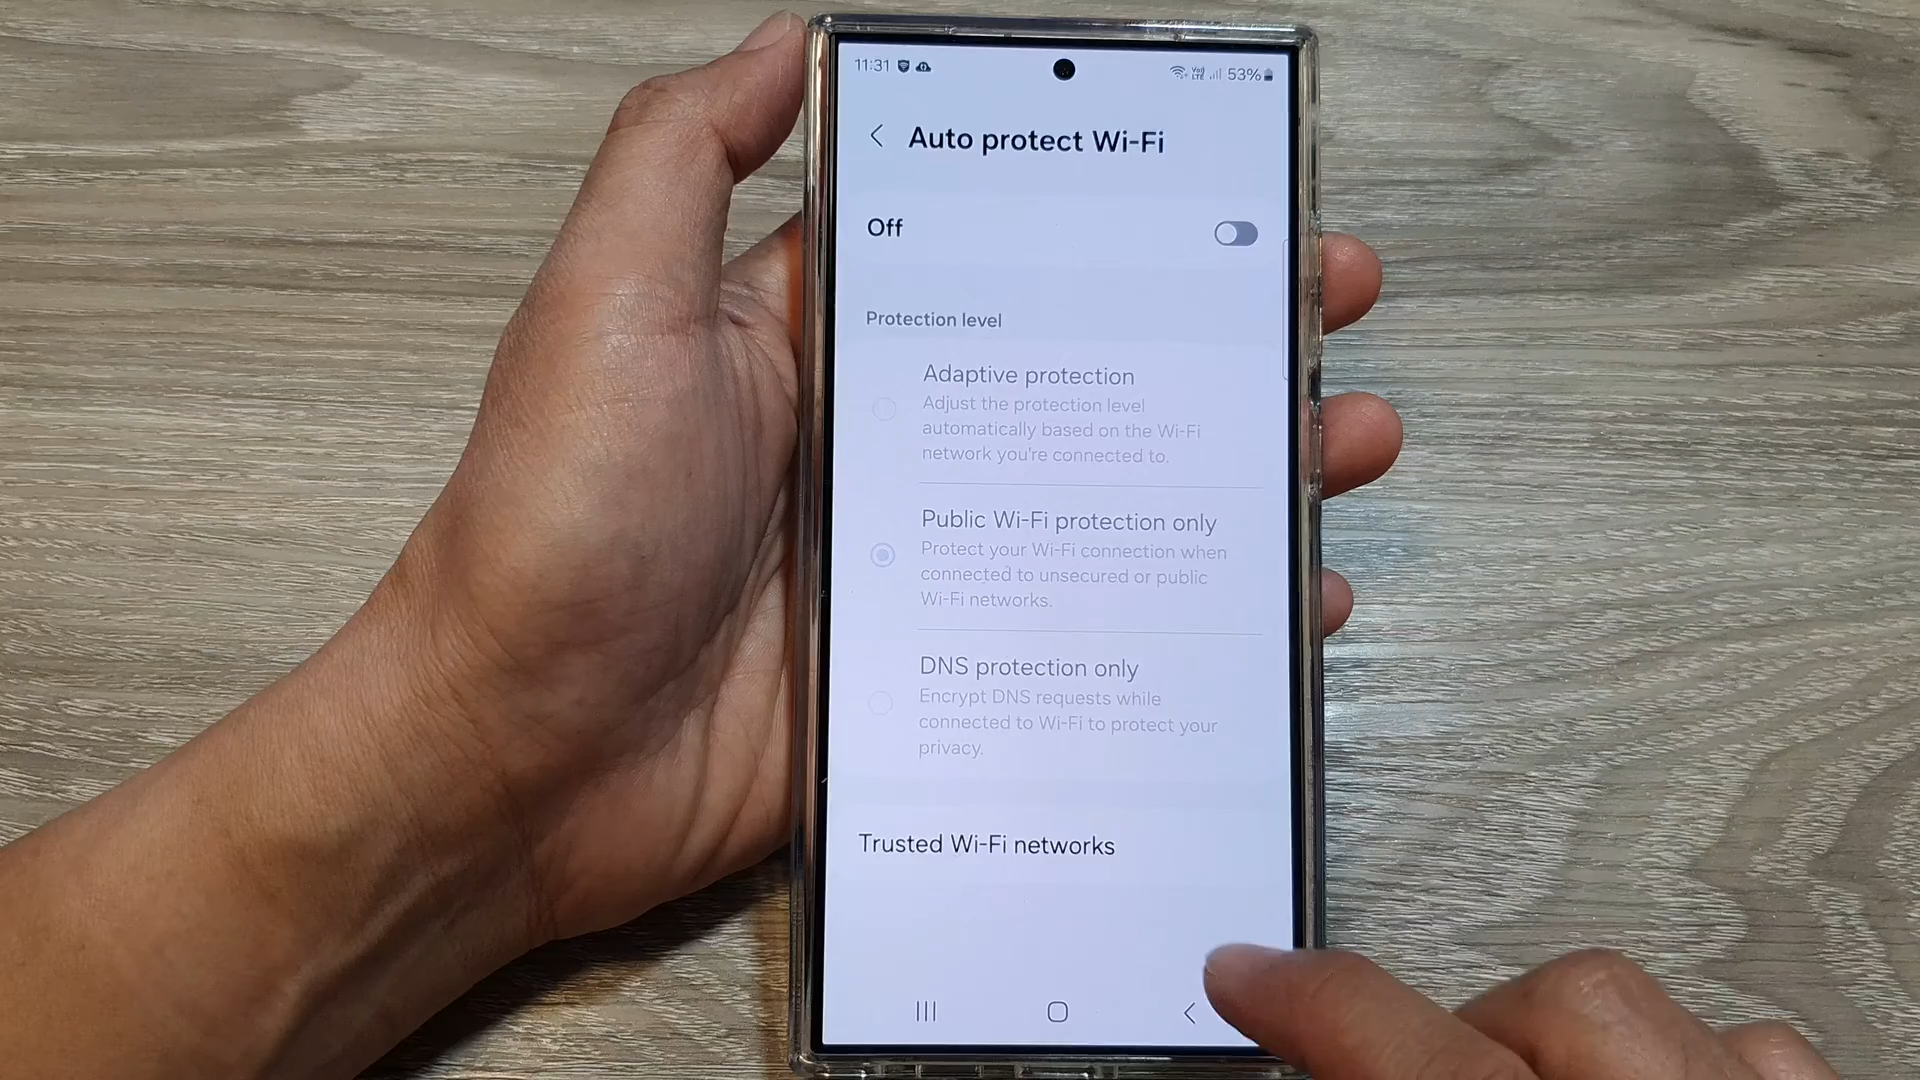 11:31 VoLTE 53%
Auto protect Wi-Fi
Off
Protection level
Adaptive protection
Adjust the protection level
automatically based on the Wi-Fi
network you're connected to.
Public Wi-Fi protection only
Protect your Wi-Fi connection when
connected to unsecured or public
Wi-Fi networks.
DNS protection only
Encrypt DNS requests while
connected to Wi-Fi to protect your
privacy.
Trusted Wi-Fi networks